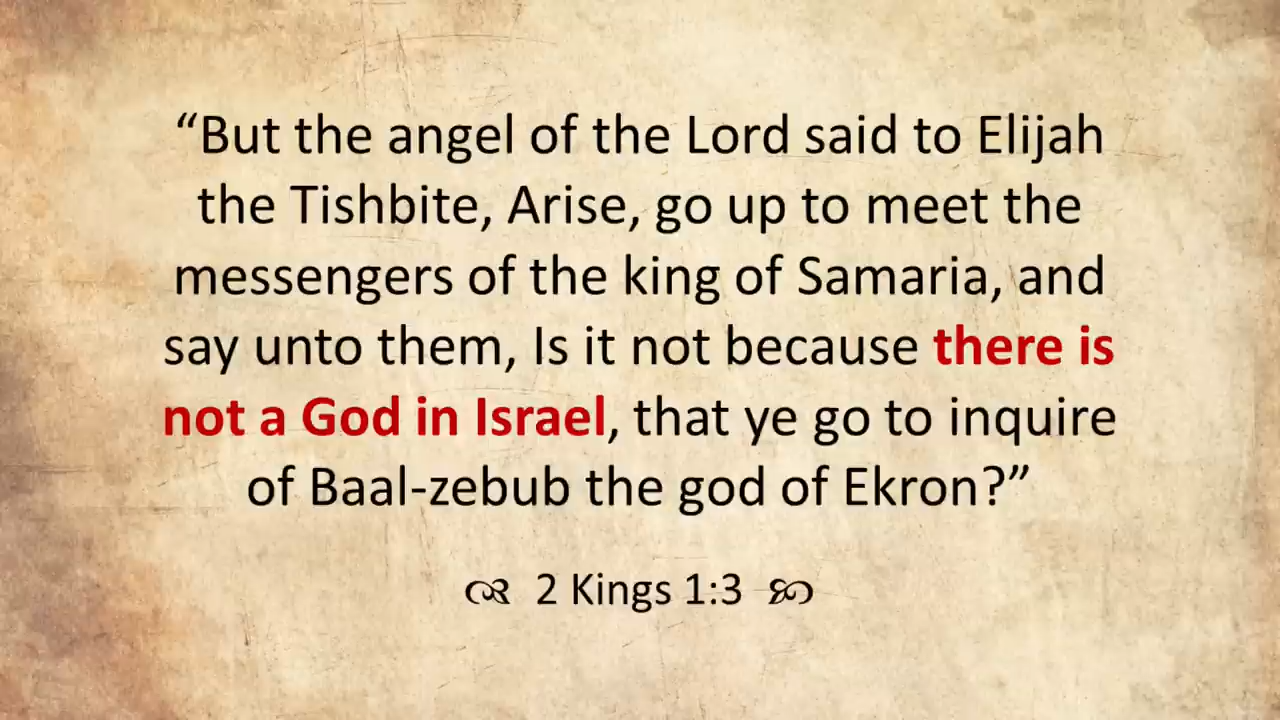 “But the angel of the Lord said to Elijah
the Tishbite, Arise, go up to meet the
messengers of the king of Samaria, and
say unto them, Is it not because there is
not a God in Israel, that ye go to inquire
of Baal-zebub the god of Ekron?”
2 Kings 1:3